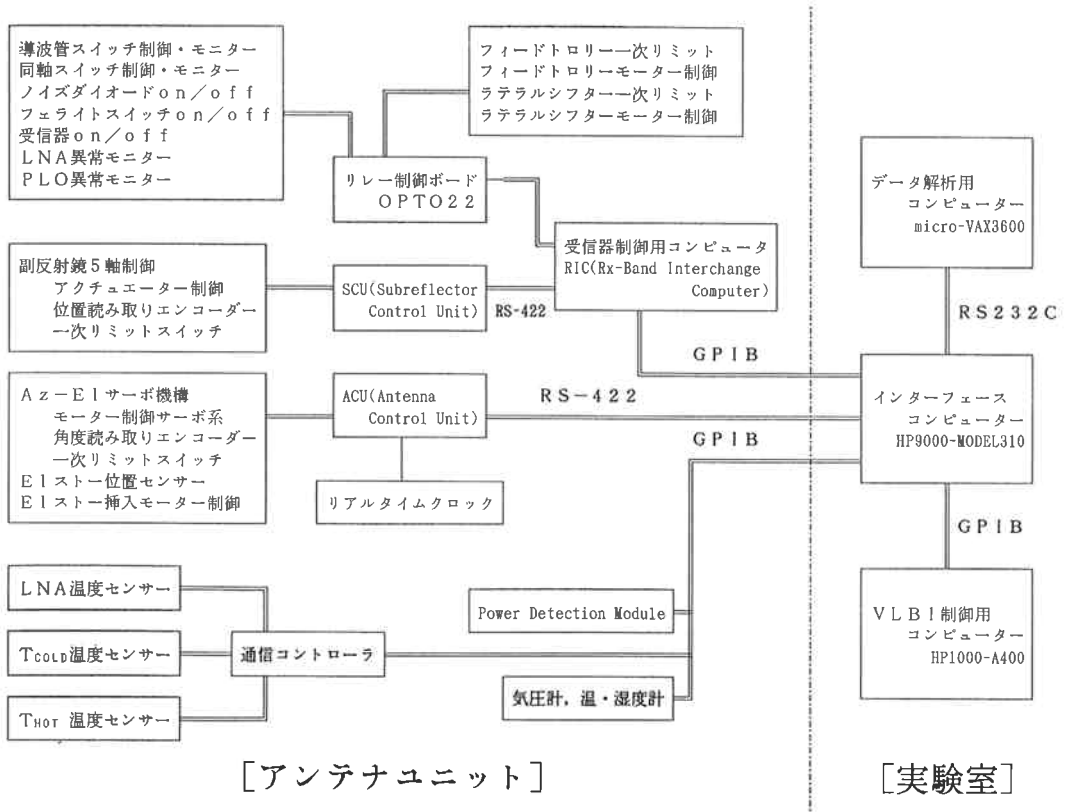 導波管スイッチ制御・モニター
同軸スイッチ制御・モニター
ノイズダイオードon/off
フェライトスイッチon/off
受信器on/off
LNA異常モニター
PLO異常モニター
フィードトロリー一次リミット
フィードトロリーモーター制御
ラテラルシフター一次リミット
ラテラルシフターモーター制御
リレー制御ボード
OPTO22
データ解析用
コンピューター
micro-VAX3600
受信器制御用コンピュータ
RIC(Rx-Band Interchange
Computer)
副反射鏡5軸制御
アクチュエーター制御
位置読み取りエンコーダー
一次リミットスイッチ
SCU(Subreflector
Control Unit)
RS-422
RS232C
GPIB
Az-Elサーボ機構
モーター制御サーボ系
角度読み取りエンコーダー
一次リミットスイッチ
Elストー位置センサー
Elストー挿入モーター制御
ACU(Antenna
Control Unit)
RS-422
GPIB
インターフェース
コンピューター
HP9000-MODEL310
リアルタイムクロック
GPIB
LNA温度センサー
TCOLD温度センサー
THOT 温度センサー
通信コントローラ
Power Detection Module
気圧計,温・湿度計
VLBI制御用
コンピューター
HP1000-A400
[アンテナユニット]
[実験室]